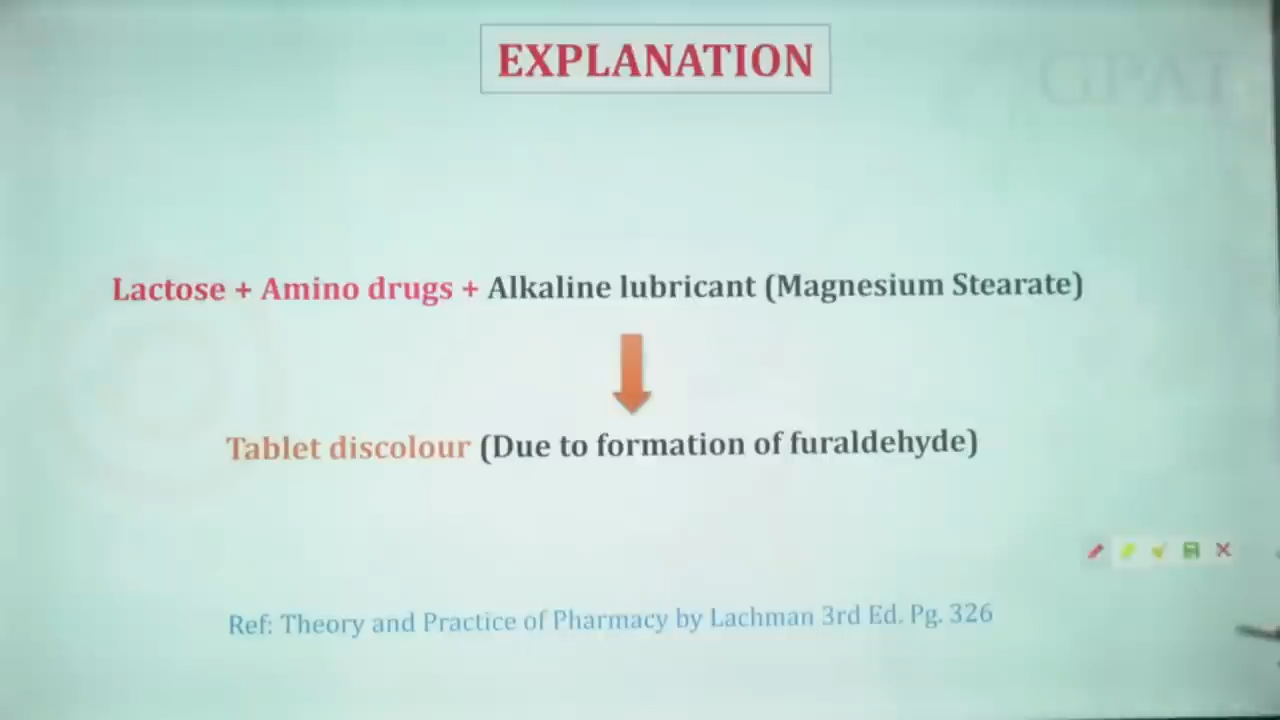 EXPLANATION
GPAT
Lactose + Amino drugs + Alkaline lubricant (Magnesium Stearate)
Tablet discolour (Due to formation of furaldehyde)
Ref: Theory and Practice of Pharmacy by Lachman 3rd Ed. Pg. 326